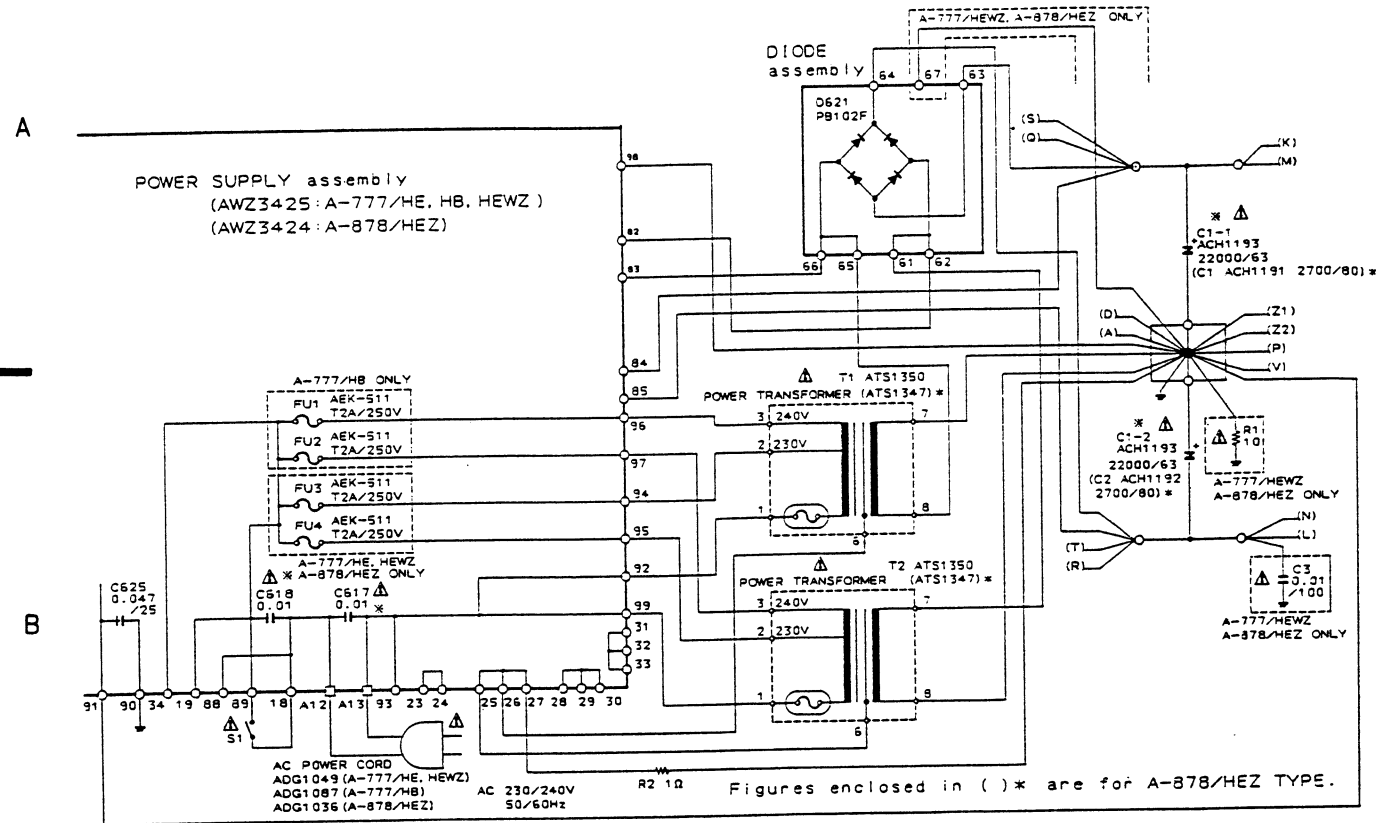 A-777/HEWZ, A-878/HEZ ONLY
DIODE
assembly
64
67
63
D621
PB102F
A
98
(S)
(Q)
(K)
(M)
POWER SUPPLY assembly
(AWZ3425:A-777/HE, HB, HEWZ)
(AWZ3424:A-878/HEZ)
82
83
66
65
61
62
※
C1-1
ACH1193
22000/63
(C1 ACH1191 2700/80)*
+
(D)
(A)
(Z1)
(Z2)
(P)
(V)
84
85
A-777/HB ONLY
FU1 AEK-511
T2A/250V
FU2 AEK-511
T2A/250V
FU3 AEK-511
T2A/250V
FU4 AEK-511
T2A/250V
A-777/HE, HEWZ
A-878/HEZ ONLY
96
97
94
95
92
99
31
32
33
T1 ATS1350
POWER TRANSFORMER (ATS1347)*
3 240V
2 230V
1
7
8
6
※
C1-2
ACH1193
22000/63
(C2 ACH1192
2700/80)*
+
R1
10
A-777/HEWZ
A-878/HEZ ONLY
(N)
(L)
(T)
(R)
C3
0.01
/100
A-777/HEWZ
A-878/HEZ ONLY
T2 ATS1350
POWER TRANSFORMER (ATS1347)*
3 240V
2 230V
1
7
8
6
B
C625
0.047
/25
※
C618
0.01
C617
0.01
※
91
90
34
19
88
89
18
A12
A13
93
23
24
25
26
27
28
29
30
S1
AC POWER CORD
ADG1049 (A-777/HE, HEWZ)
ADG1087 (A-777/HB)
ADG1036 (A-878/HEZ)
AC 230/240V
50/60Hz
R2 1Ω
Figures enclosed in ( )* are for A-878/HEZ TYPE.